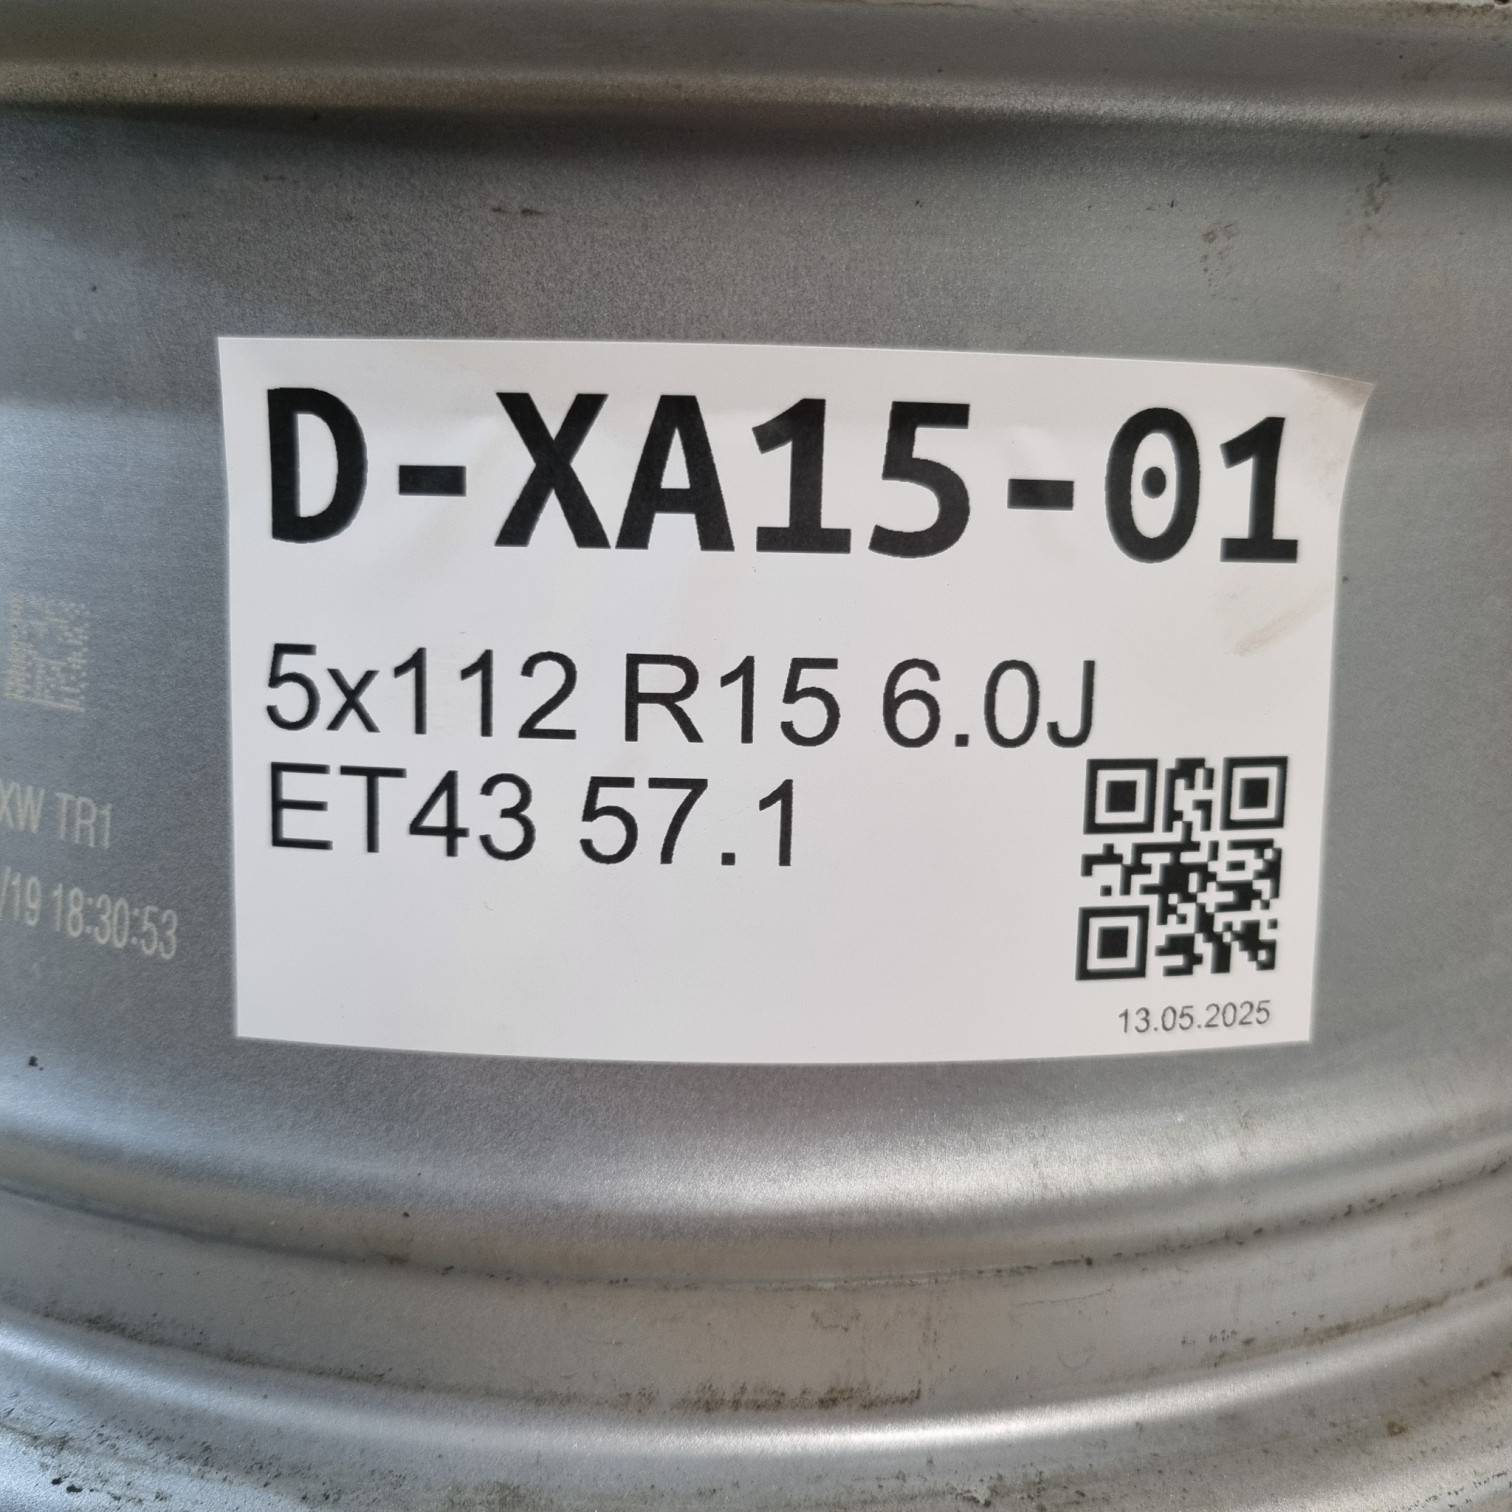 D-XA15-01
5x112 R15 6.0J
ET43 57.1
13.05.2025
XW TR1
/19 18:30:53